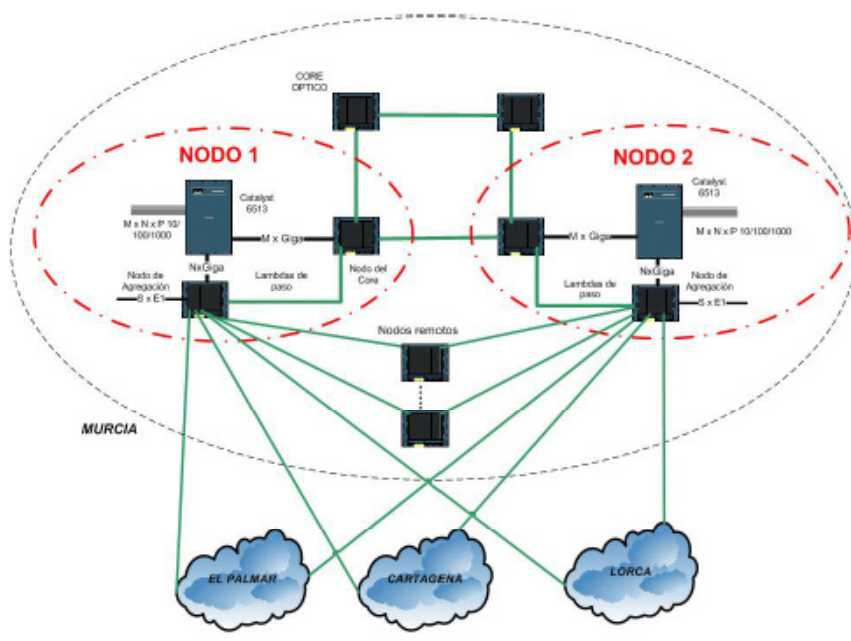 CORE
OPTICO
NODO 1
NODO 2
Catalyst
6513
Catalyst
6513
M x N x P 10/
100/1000
M x Giga
M x Giga
M x N x P 10/100/1000
NxGiga
NxGiga
Nodo de
Agregación
Lambdas de
paso
Nodo del
Core
Lambdas de
paso
Nodo de
Agregación
S x E1
S x E1
Nodos remotos
MURCIA
EL PALMAR
CARTAGENA
LORCA